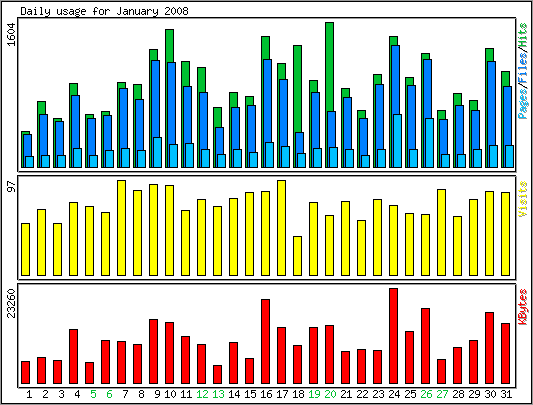 Daily usage for January 2008
1604
Pages/Files/Hits
97
Visits
23260
KBytes
1 2 3 4 5 6 7 8 9 10 11 12 13 14 15 16 17 18 19 20 21 22 23 24 25 26 27 28 29 30 31